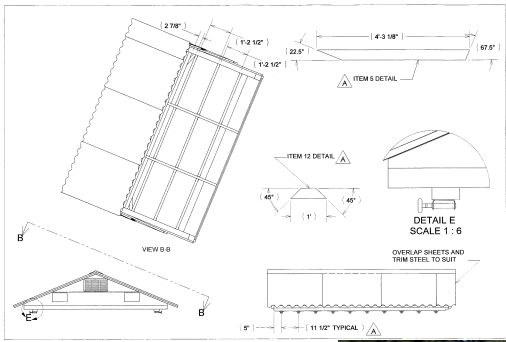 ( 2 7/8" )
( 1'-2 1/2" )
( 1'-2 1/2" )
( 4'-3 1/8" )
( 22.5° )
( 67.5° )
A
ITEM 5 DETAIL
ITEM 12 DETAIL
A
( 45° )
( 45° )
( 1' )
DETAIL E
SCALE 1 : 6
VIEW B-B
B
B
E
OVERLAP SHEETS AND
TRIM STEEL TO SUIT
( 5" )
( 11 1/2" TYPICAL )
A